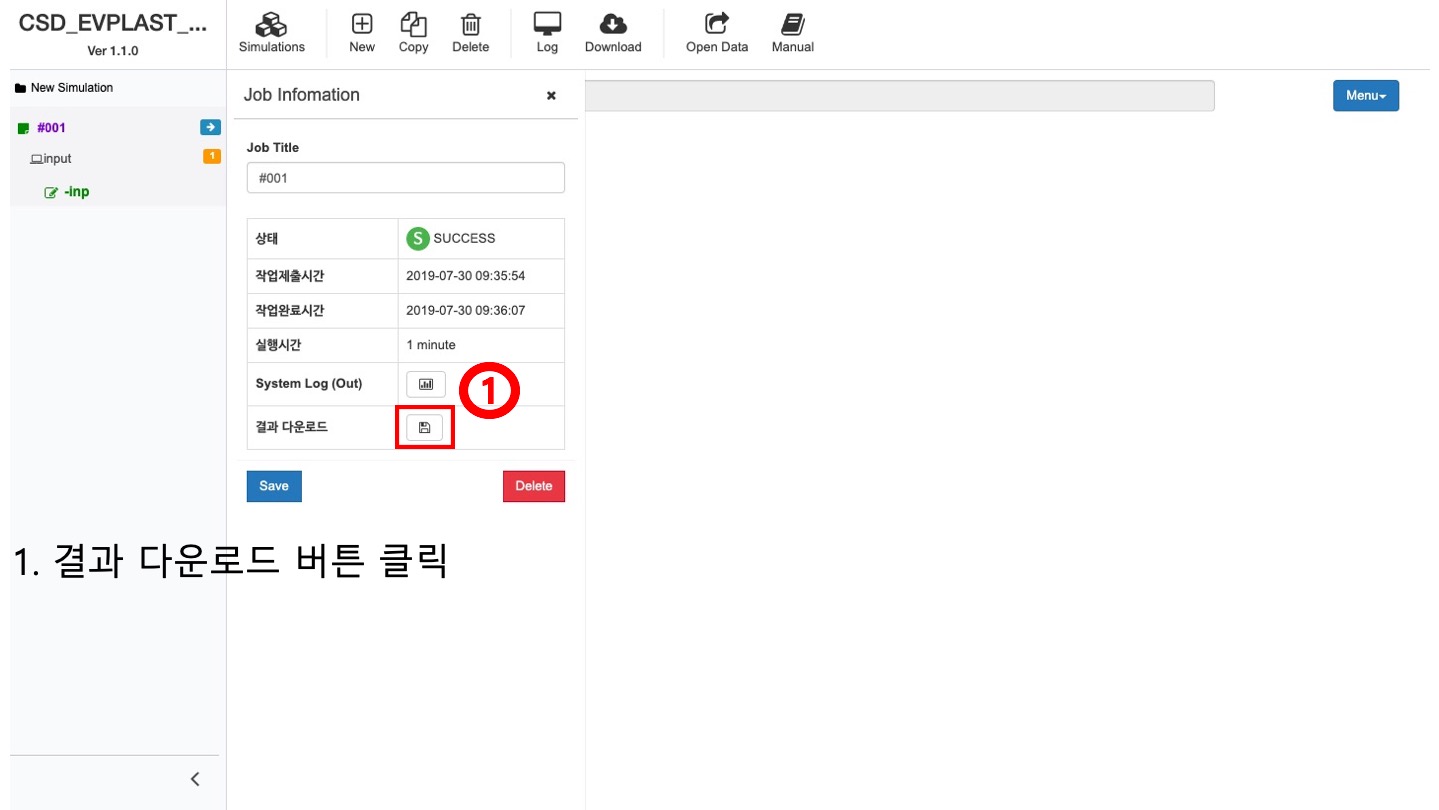 CSD_EVPLAST_...
Ver 1.1.0
Simulations New Copy Delete Log Download Open Data Manual
New Simulation
#001
input 1
-inp
Job Infomation
Menu
Job Title
#001
상태 S SUCCESS
작업제출시간 2019-07-30 09:35:54
작업완료시간 2019-07-30 09:36:07
실행시간 1 minute
System Log (Out)
1
결과 다운로드
Save Delete
1. 결과 다운로드 버튼 클릭